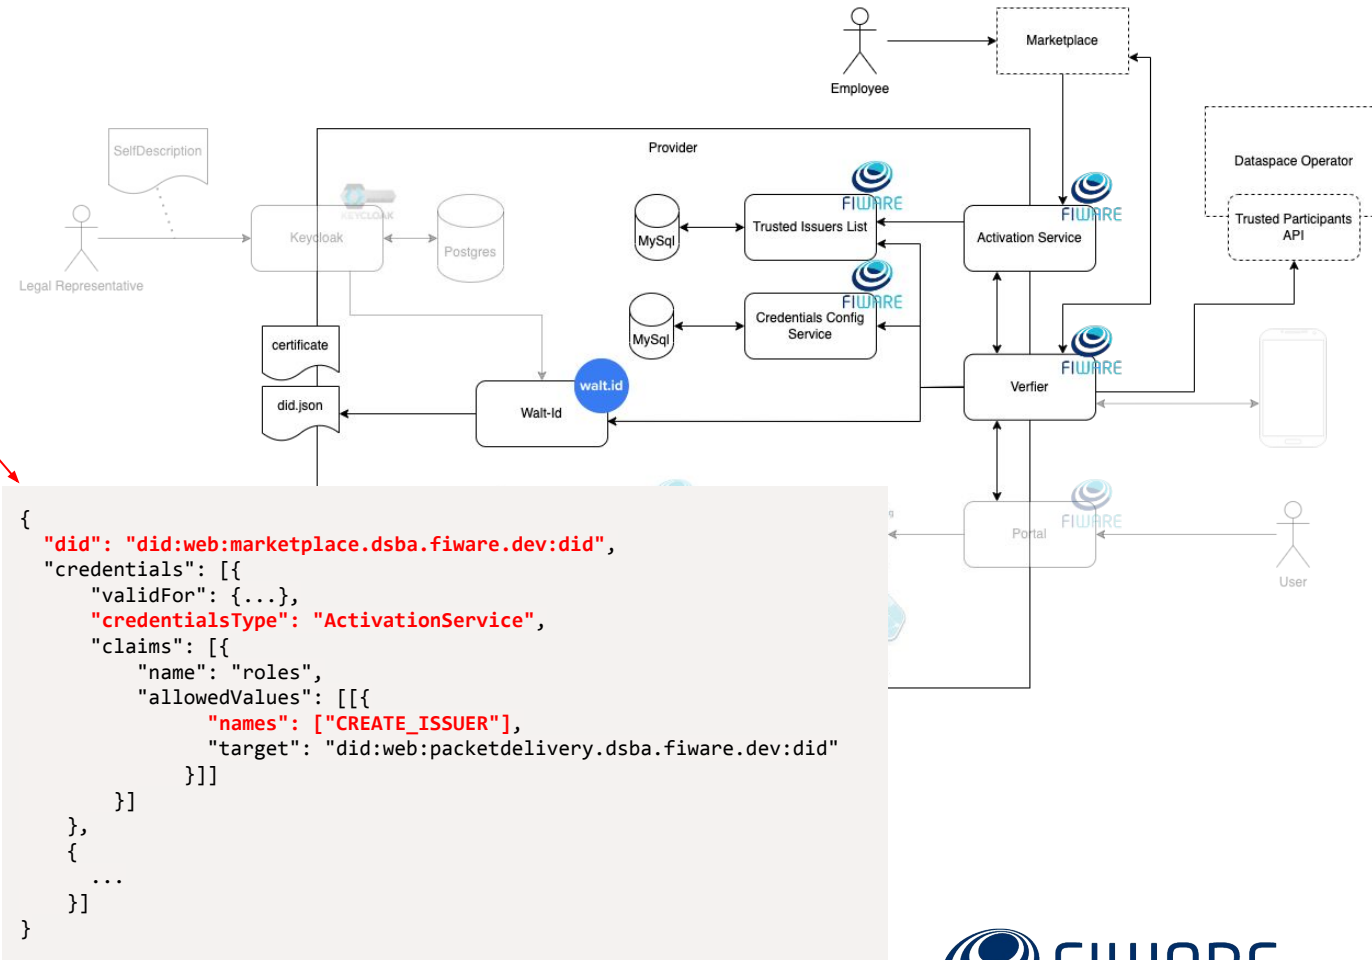 Employee
Marketplace
SelfDescription
Provider
Dataspace Operator
KEYCLOAK
FIWARE
FIWARE
Trusted Participants
API
Legal Representative
Keycloak
Postgres
MySql
Trusted Issuers List
Activation Service
FIWARE
MySql
Credentials Config
Service
certificate
FIWARE
walt.id
Verfier
did.json
Walt-Id
FIWARE
Portal
User
{
"did": "did:web:marketplace.dsba.fiware.dev:did",
"credentials": [{
"validFor": {...},
"credentialsType": "ActivationService",
"claims": [{
"name": "roles",
"allowedValues": [[{
"names": ["CREATE_ISSUER"],
"target": "did:web:packetdelivery.dsba.fiware.dev:did"
}]]
}]
},
{
...
}]
}
FIWARE